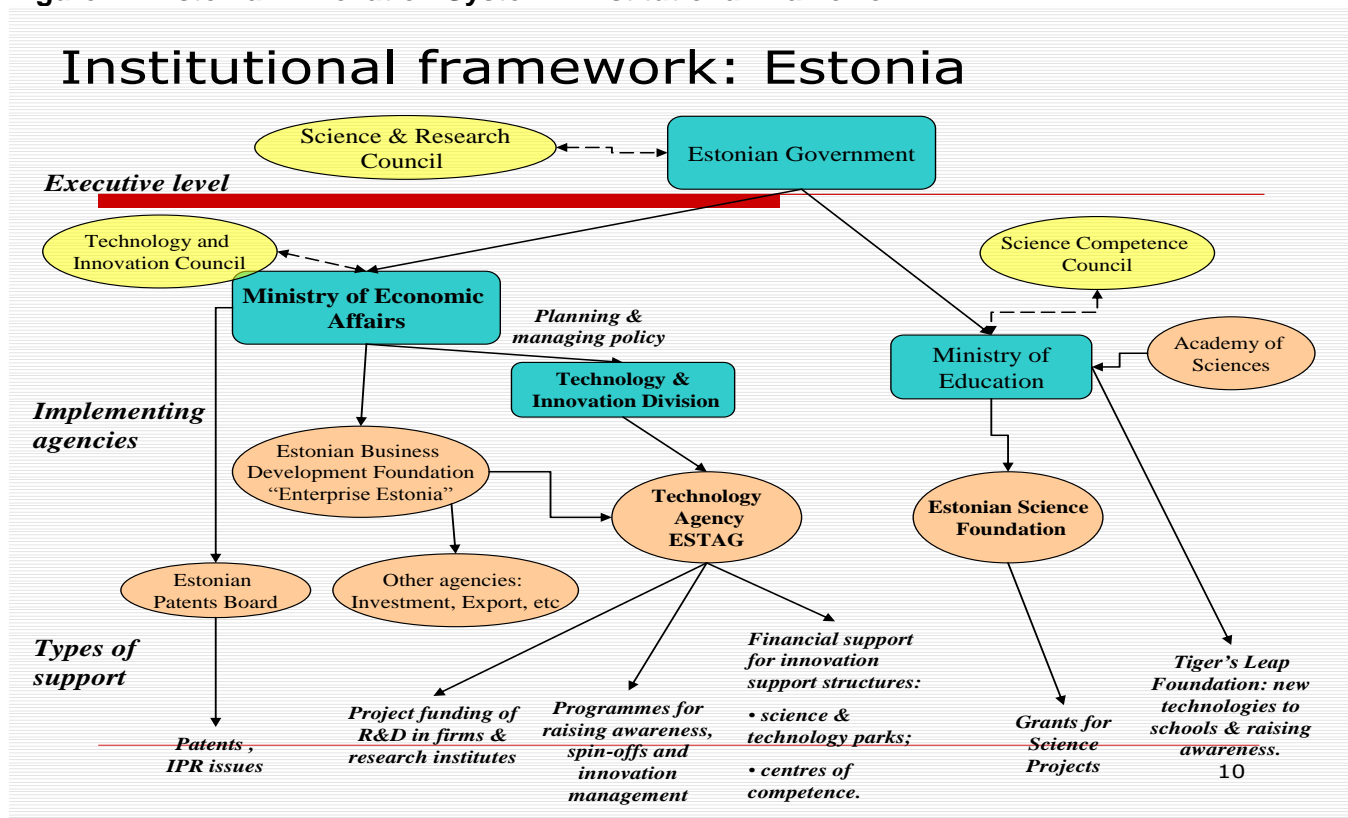 Institutional framework: Estonia
Science & Research
Council
Estonian Government
Executive level
Technology and
Innovation Council
Science Competence
Council
Ministry of Economic
Affairs
Planning &
managing policy
Ministry of
Education
Academy of
Sciences
Technology &
Innovation Division
Implementing
agencies
Estonian Business
Development Foundation
“Enterprise Estonia”
Technology
Agency
ESTAG
Estonian Science
Foundation
Estonian
Patents Board
Other agencies:
Investment, Export, etc
Types of
support
Patents ,
IPR issues
Project funding of
R&D in firms &
research institutes
Programmes for
raising awareness,
spin-offs and
innovation
management
Financial support
for innovation
support structures:
• science &
technology parks;
• centres of
competence.
Grants for
Science
Projects
Tiger’s Leap
Foundation: new
technologies to
schools & raising
awareness.
10